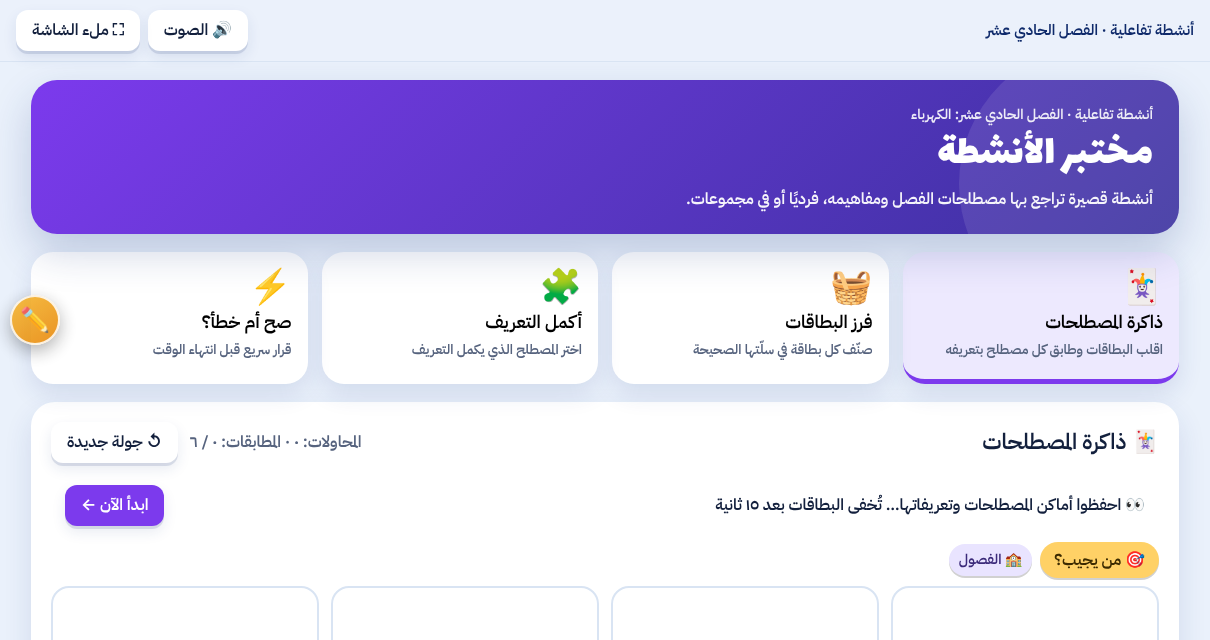 أنشطة تفاعلية · الفصل الحادي عشر
🔊 الصوت
⛶ ملء الشاشة
أنشطة تفاعلية · الفصل الحادي عشر: الكهرباء
مختبر الأنشطة
أنشطة قصيرة تراجع بها مصطلحات الفصل ومفاهيمه، فرديًا أو في مجموعات.
ذاكرة المصطلحات
اقلب البطاقات وطابق كل مصطلح بتعريفه
فرز البطاقات
صنّف كل بطاقة في سلّتها الصحيحة
أكمل التعريف
اختر المصطلح الذي يكمل التعريف
صح أم خطأ؟
قرار سريع قبل انتهاء الوقت
🃏 ذاكرة المصطلحات
المحاولات: ٠ · المطابقات: ٠ / ٦
↺ جولة جديدة
👀 احفظوا أماكن المصطلحات وتعريفاتها... تُخفى البطاقات بعد ١٥ ثانية
ابدأ الآن ←
🎯 من يجيب؟
🏫 الفصول